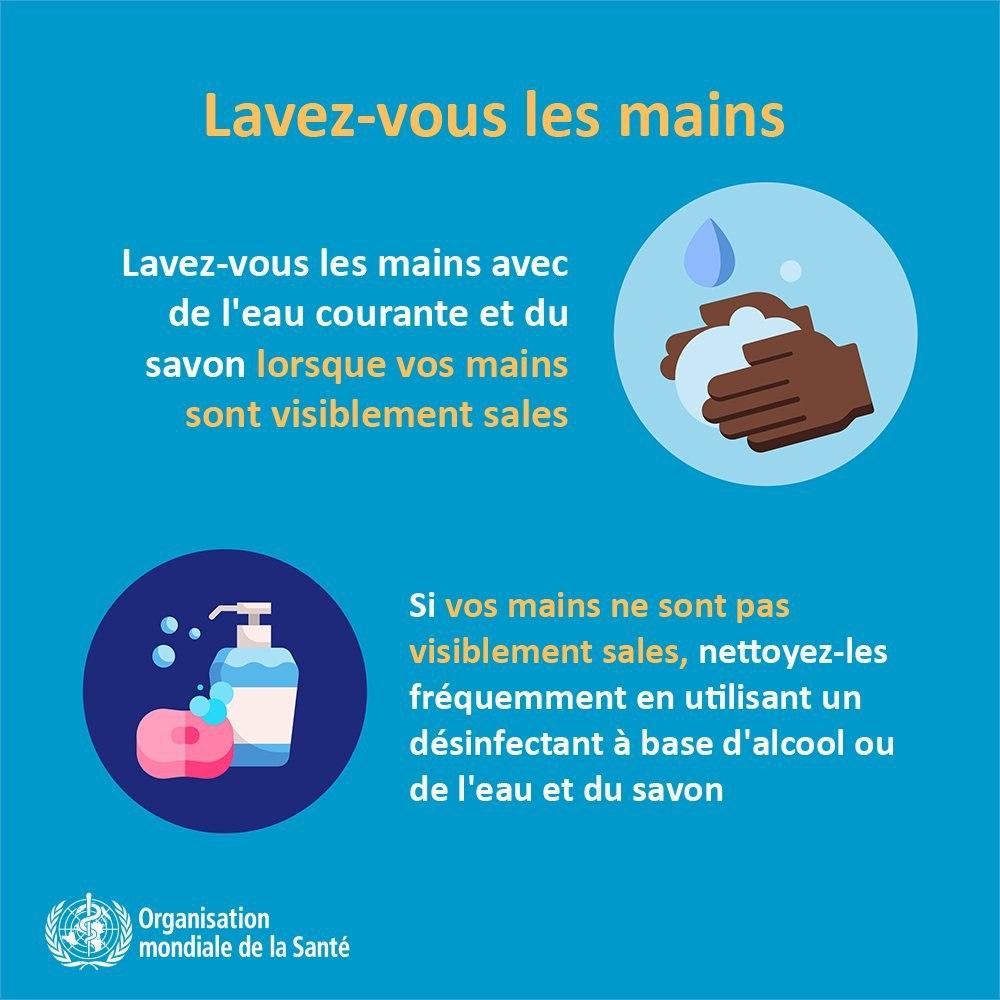 Lavez-vous les mains
Lavez-vous les mains avec
de l'eau courante et du
savon lorsque vos mains
sont visiblement sales
Si vos mains ne sont pas
visiblement sales, nettoyez-les
fréquemment en utilisant un
désinfectant à base d'alcool ou
de l'eau et du savon
Organisation
mondiale de la Santé